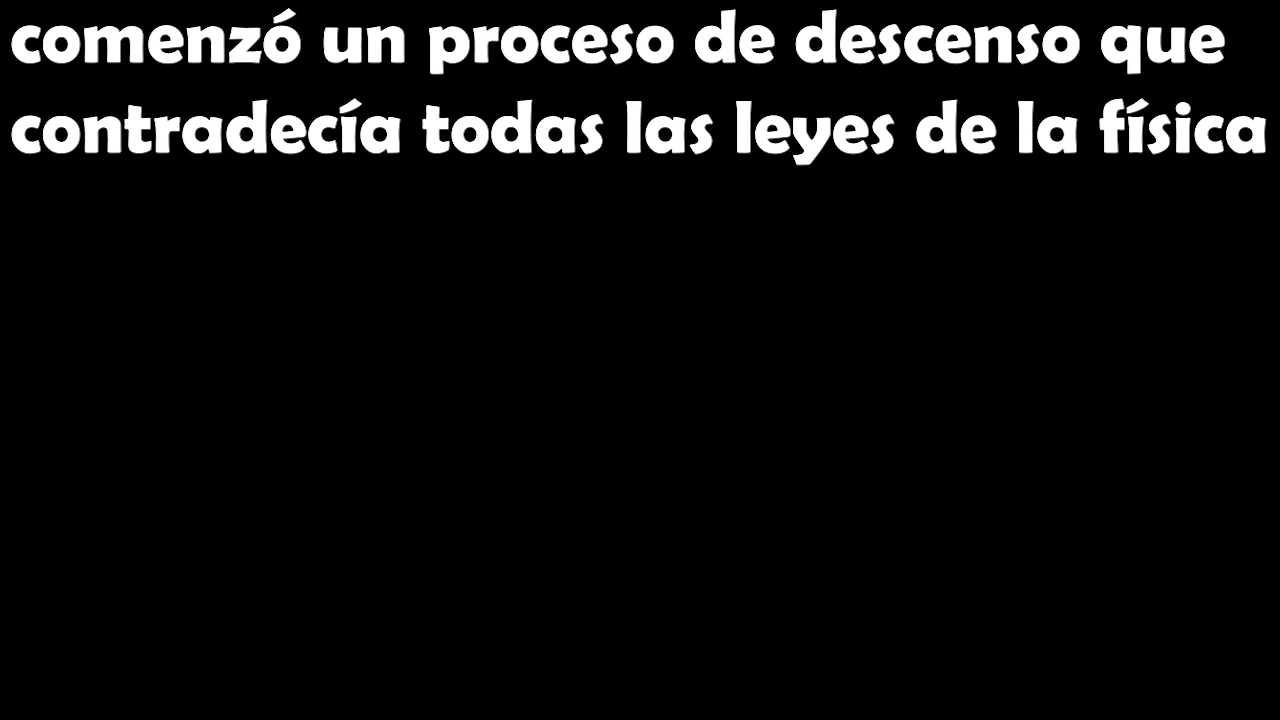 comenzó un proceso de descenso que
contradecía todas las leyes de la física